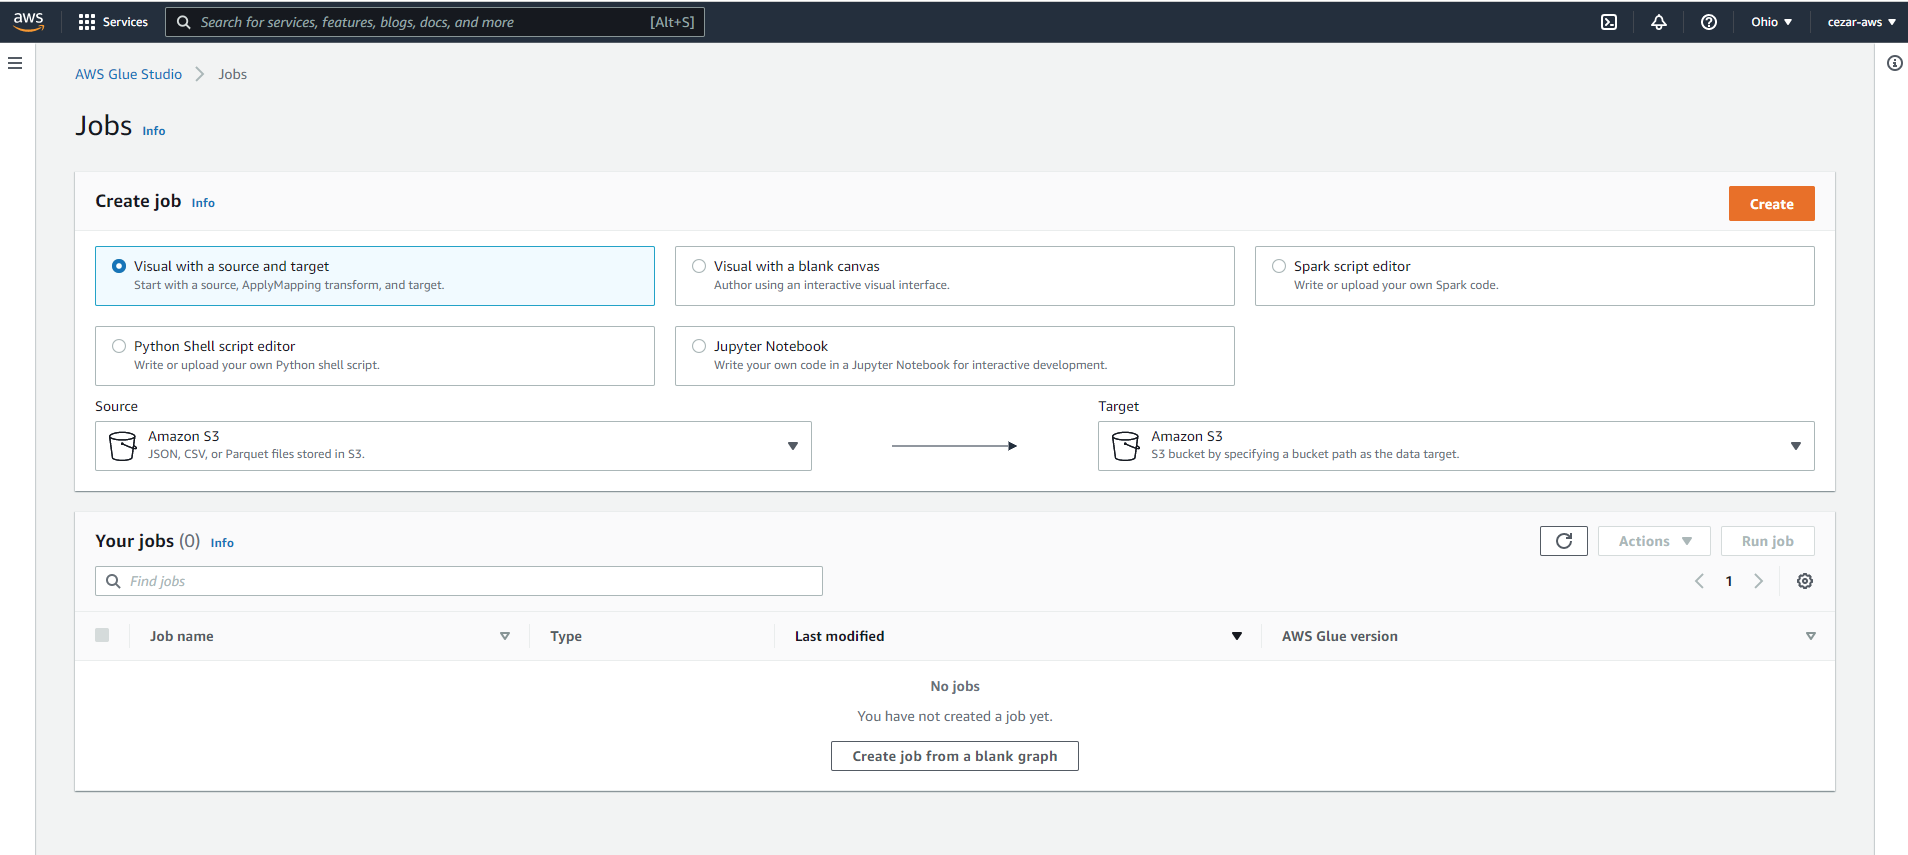 aws Services Search for services, features, blogs, docs, and more [Alt+S] Ohio cezar-aws
AWS Glue Studio Jobs
Jobs Info
Create job Info Create
Visual with a source and target
Start with a source, ApplyMapping transform, and target.
Visual with a blank canvas
Author using an interactive visual interface.
Spark script editor
Write or upload your own Spark code.
Python Shell script editor
Write or upload your own Python shell script.
Jupyter Notebook
Write your own code in a Jupyter Notebook for interactive development.
Source
Amazon S3
JSON, CSV, or Parquet files stored in S3.
Target
Amazon S3
S3 bucket by specifying a bucket path as the data target.
Your jobs (0) Info Actions Run job
Find jobs 1
Job name Type Last modified AWS Glue version
No jobs
You have not created a job yet.
Create job from a blank graph